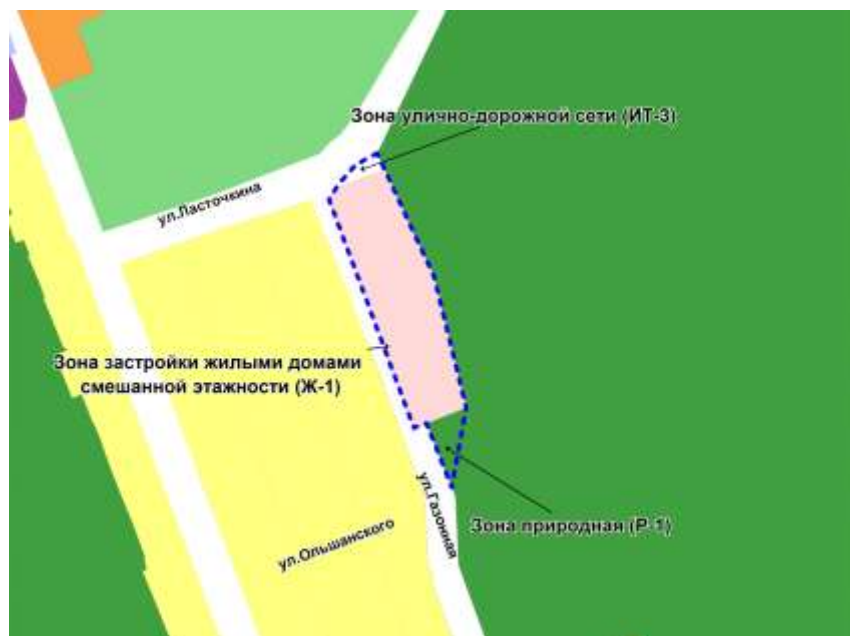 Зона улично-дорожной сети (ИТ-3)
ул.Ласточкина
Зона застройки жилыми домами
смешанной этажности (Ж-1)
ул.Газонная
Зона природная (Р-1)
ул.Ольшанского